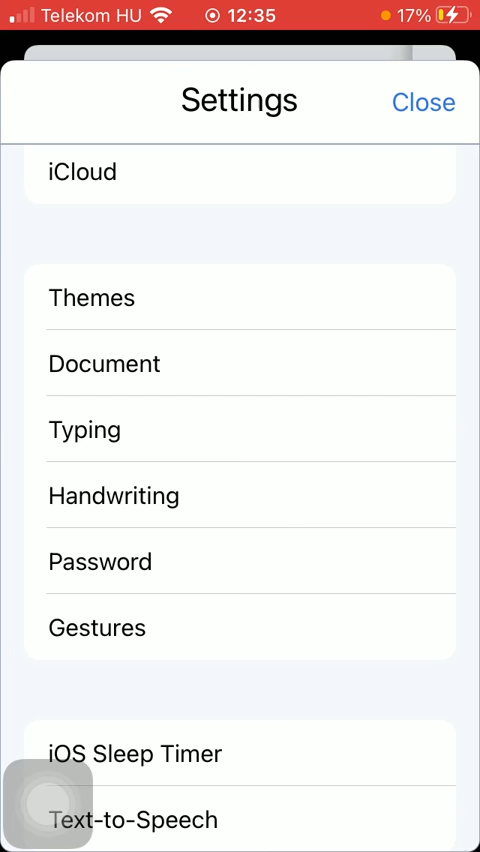 Telekom HU 12:35 17%
Settings Close
iCloud
Themes
Document
Typing
Handwriting
Password
Gestures
iOS Sleep Timer
Text-to-Speech